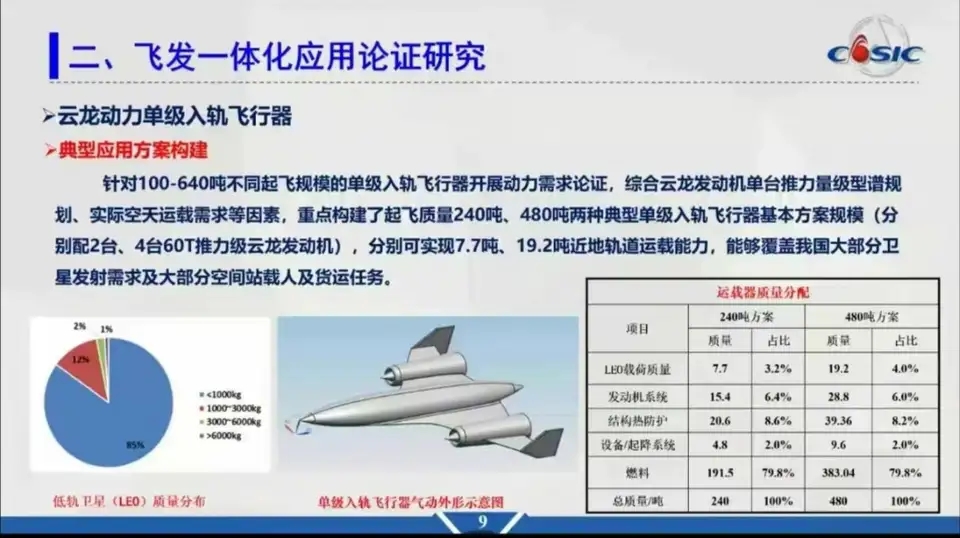 二、飞发一体化应用论证研究
CASIC
➢云龙动力单级入轨飞行器
➢典型应用方案构建
针对100-640吨不同起飞规模的单级入轨飞行器开展动力需求论证，综合云龙发动机单台推力量级型谱规
划、实际空天运载需求等因素，重点构建了起飞质量240吨、480吨两种典型单级入轨飞行器基本方案规模（分
别配2台、4台60T推力级云龙发动机），分别可实现7.7吨、19.2吨近地轨道运载能力，能够覆盖我国大部分卫
星发射需求及大部分空间站载人及货运任务。
2%
1%
12%
85%
<1000kg
1000~3000kg
3000~6000kg
>6000kg
低轨卫星（LEO）质量分布
单级入轨飞行器气动外形示意图
运载器质量分配
项目 240吨方案 480吨方案
质量 占比 质量 占比
LEO载荷质量 7.7 3.2% 19.2 4.0%
发动机系统 15.4 6.4% 28.8 6.0%
结构热防护 20.6 8.6% 39.36 8.2%
设备/起降系统 4.8 2.0% 9.6 2.0%
燃料 191.5 79.8% 383.04 79.8%
总质量/吨 240 100% 480 100%
9